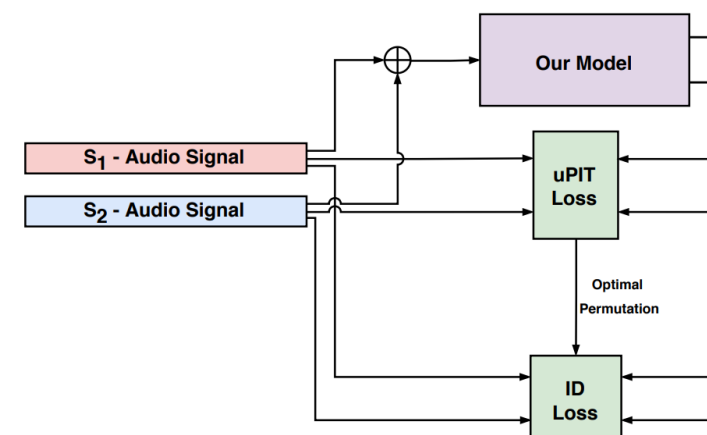 Our Model
S1 - Audio Signal
S2 - Audio Signal
uPIT
Loss
Optimal
Permutation
ID
Loss